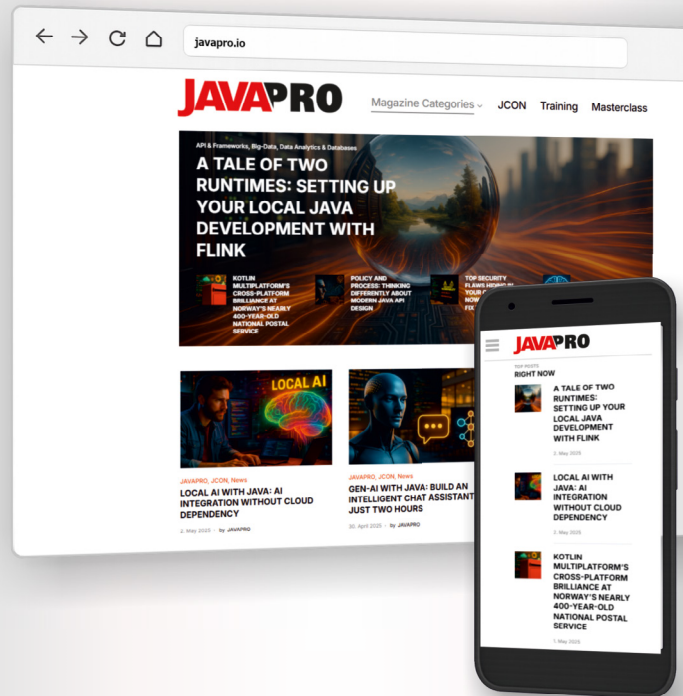 javapro.io
JAVAPRO
Magazine Categories
JCON
Training
Masterclass
API & Frameworks, Big-Data, Data Analytics & Databases
A TALE OF TWO
RUNTIMES: SETTING UP
YOUR LOCAL JAVA
DEVELOPMENT WITH
FLINK
KOTLIN
MULTIPLATFORM'S
CROSS-PLATFORM
BRILLIANCE AT
NORWAY'S NEARLY
400-YEAR-OLD
NATIONAL POSTAL
SERVICE
POLICY AND
PROCESS: THINKING
DIFFERENTLY ABOUT
MODERN JAVA API
DESIGN
TOP SECURITY
FLAWS HIDING IN
YOUR
NOW
FIX
LOCAL AI
JAVAPRO, JCON, News
LOCAL AI WITH JAVA: AI
INTEGRATION WITHOUT CLOUD
DEPENDENCY
2. May 2025 - by JAVAPRO
JAVAPRO, JCON, News
GEN-AI WITH JAVA: BUILD AN
INTELLIGENT CHAT ASSISTANT
JUST TWO HOURS
30. April 2025 - by JAVAPRO
JAVAPRO
TOP POSTS
RIGHT NOW
A TALE OF TWO
RUNTIMES:
SETTING UP YOUR
LOCAL JAVA
DEVELOPMENT
WITH FLINK
2. May 2025
LOCAL AI WITH
JAVA: AI
INTEGRATION
WITHOUT CLOUD
DEPENDENCY
2. May 2025
KOTLIN
MULTIPLATFORM'S
CROSS-PLATFORM
BRILLIANCE AT
NORWAY'S NEARLY
400-YEAR-OLD
NATIONAL POSTAL
SERVICE
1. May 2025